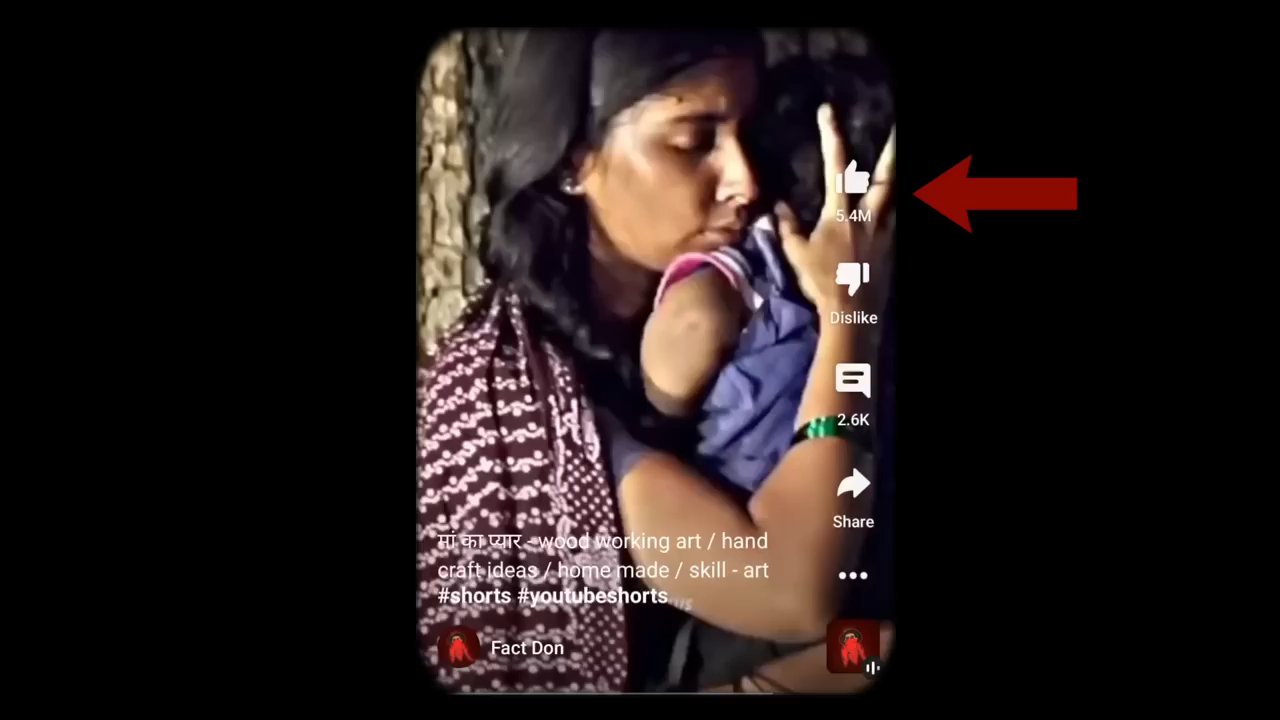 5.4M
Dislike
2.6K
Share
मां का प्यार - wood working art / hand
craft ideas / home made / skill - art
#shorts #youtubeshorts
Fact Don